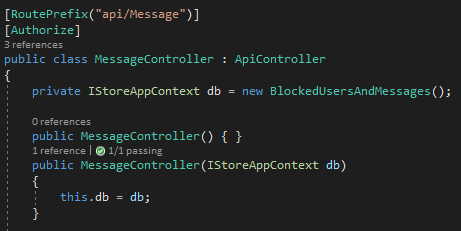 [RoutePrefix("api/Message")]
[Authorize]
3 references
public class MessageController : ApiController
{
private IStoreAppContext db = new BlockedUsersAndMessages();
0 references
public MessageController() { }
1 reference | 1/1 passing
public MessageController(IStoreAppContext db)
{
this.db = db;
}